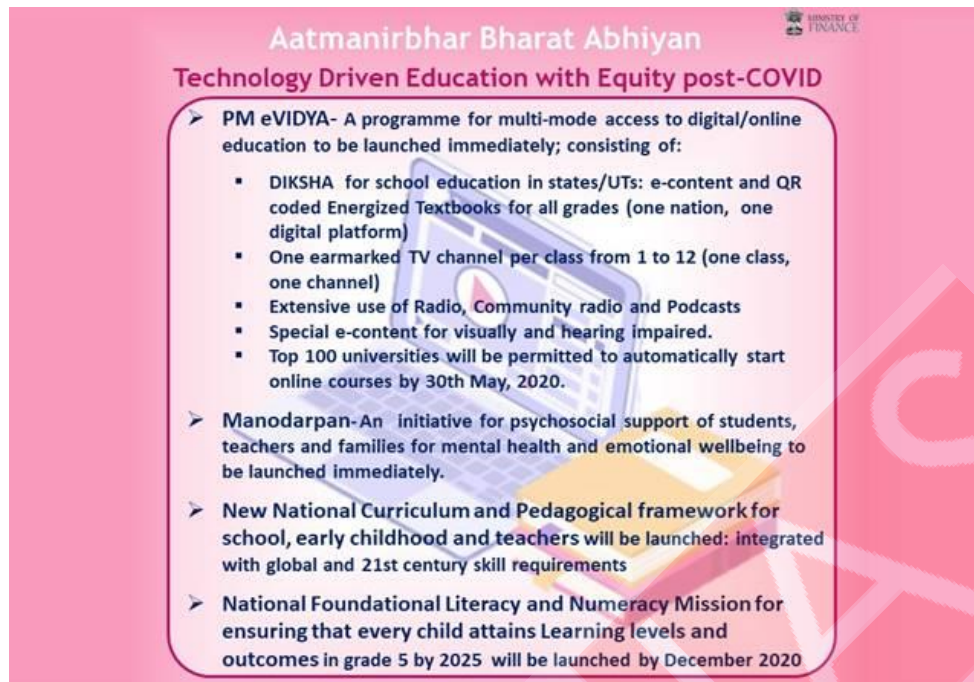 MINISTRY OF
FINANCE
Aatmanirbhar Bharat Abhiyan
Technology Driven Education with Equity post-COVID
➢ PM eVIDYA- A programme for multi-mode access to digital/online
education to be launched immediately; consisting of:
▪ DIKSHA for school education in states/UTs: e-content and QR
coded Energized Textbooks for all grades (one nation, one
digital platform)
▪ One earmarked TV channel per class from 1 to 12 (one class,
one channel)
▪ Extensive use of Radio, Community radio and Podcasts
▪ Special e-content for visually and hearing impaired.
▪ Top 100 universities will be permitted to automatically start
online courses by 30th May, 2020.
➢ Manodarpan-An initiative for psychosocial support of students,
teachers and families for mental health and emotional wellbeing to
be launched immediately.
➢ New National Curriculum and Pedagogical framework for
school, early childhood and teachers will be launched: integrated
with global and 21st century skill requirements
➢ National Foundational Literacy and Numeracy Mission for
ensuring that every child attains Learning levels and
outcomes in grade 5 by 2025 will be launched by December 2020